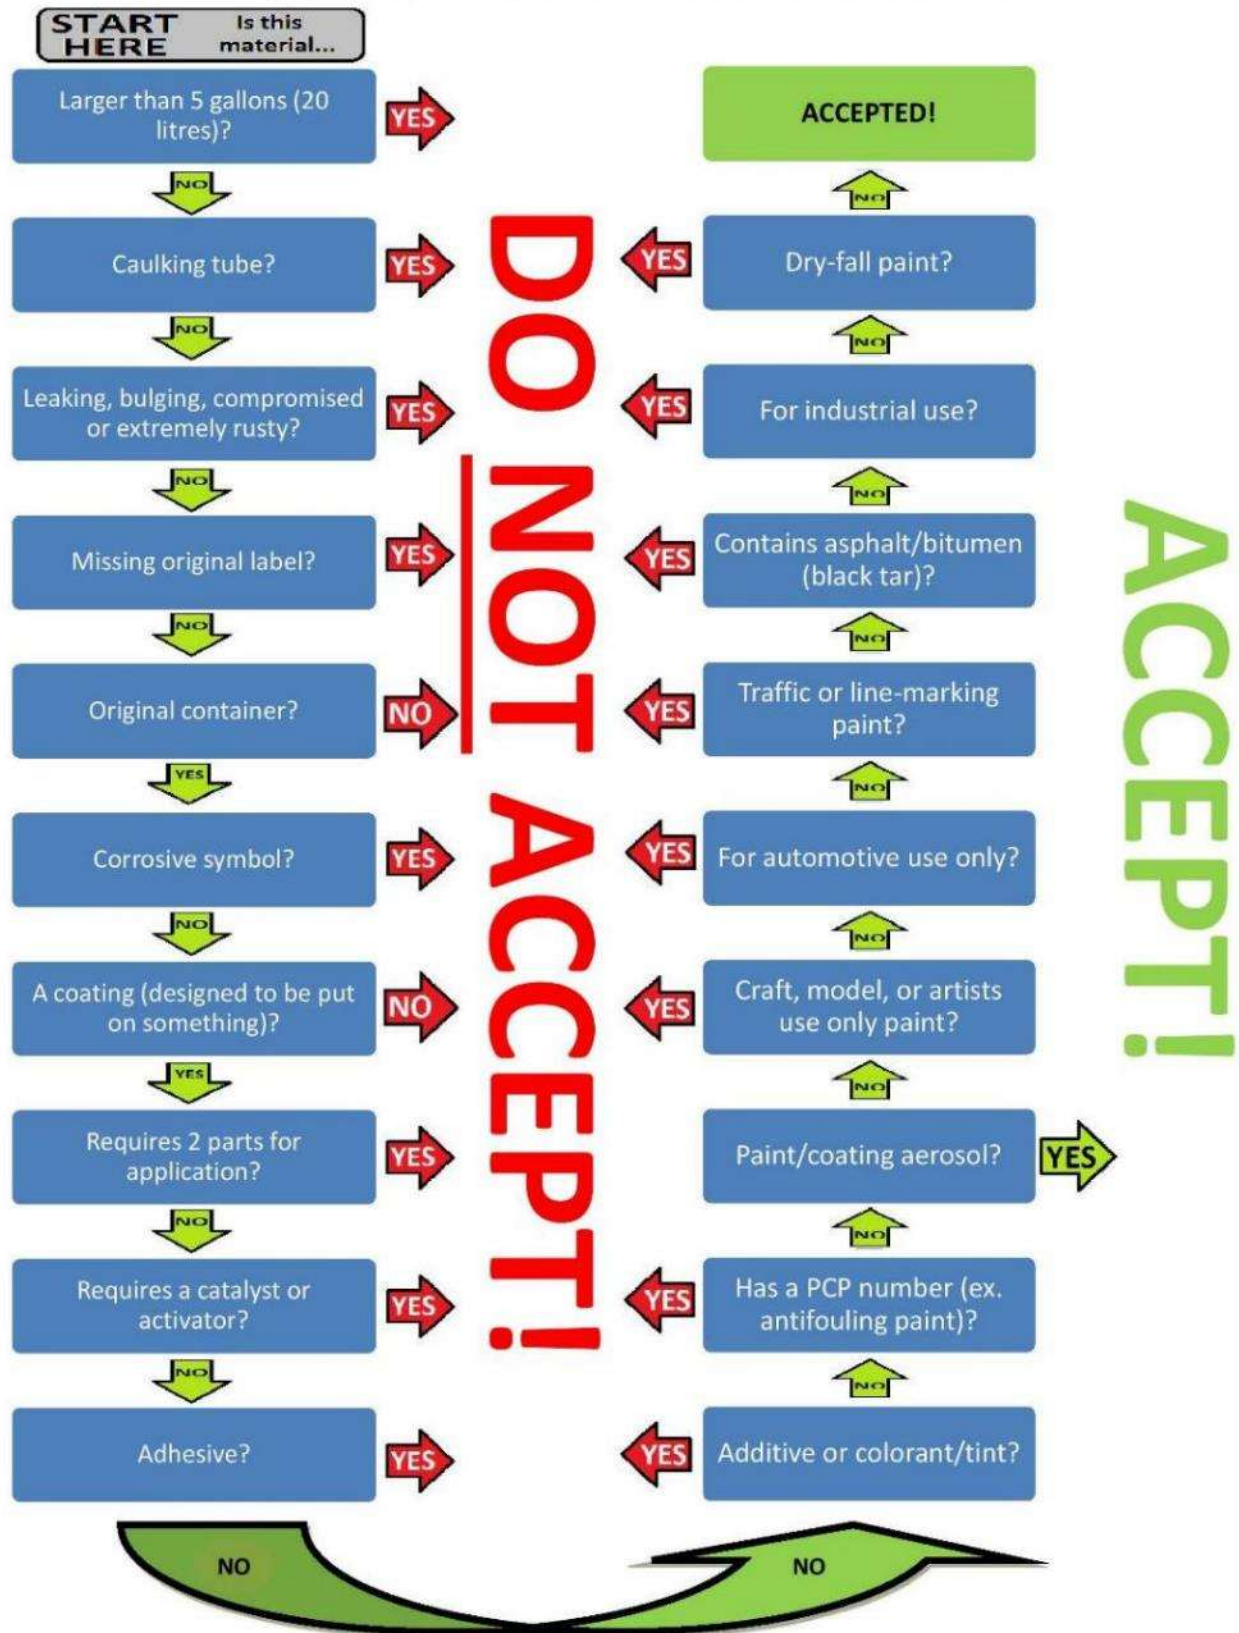 START HERE
Is this material...
Larger than 5 gallons (20
litres)?
YES
NO
Caulking tube?
YES
NO
Leaking, bulging, compromised
or extremely rusty?
YES
NO
Missing original label?
YES
NO
Original container?
NO
YES
Corrosive symbol?
YES
NO
A coating (designed to be put
on something)?
NO
YES
Requires 2 parts for
application?
YES
NO
Requires a catalyst or
activator?
YES
NO
Adhesive?
YES
NO
NO
DO NOT ACCEPT!
Additive or colorant/tint?
YES
NO
Has a PCP number (ex.
antifouling paint)?
YES
NO
Paint/coating aerosol?
YES
NO
Craft, model, or artists
use only paint?
YES
NO
For automotive use only?
YES
NO
Traffic or line-marking
paint?
YES
NO
Contains asphalt/bitumen
(black tar)?
YES
NO
For industrial use?
YES
NO
Dry-fall paint?
YES
NO
ACCEPTED!
ACCEPT!